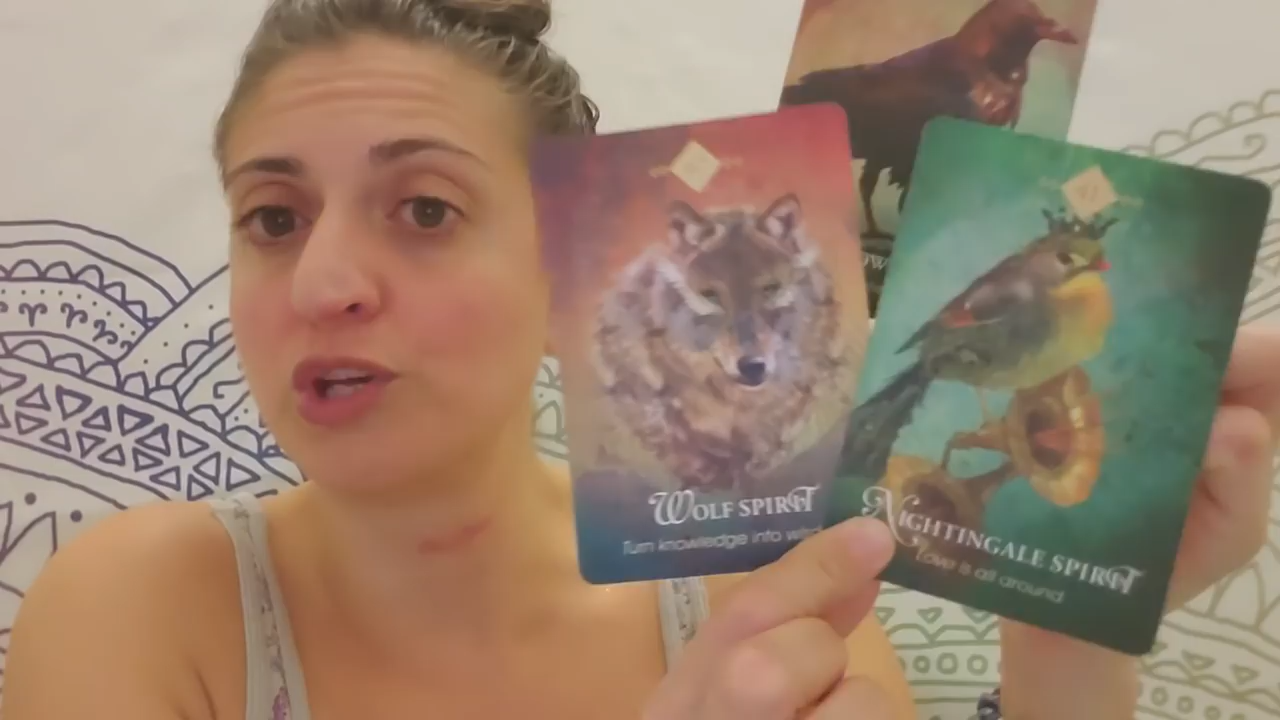 WOLF SPIRIT
Turn knowledge into
NIGHTINGALE SPIRIT
Love is all around